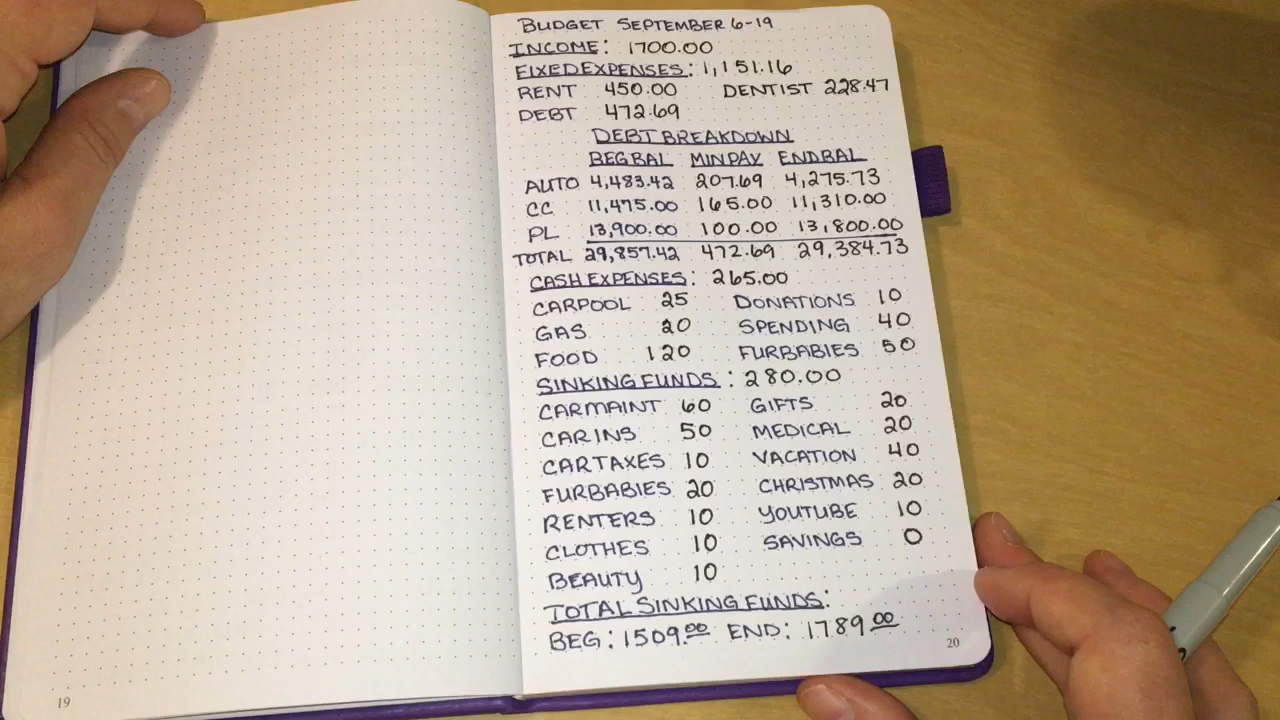 BUDGET SEPTEMBER 6-19
INCOME: 1700.00
FIXED EXPENSES: 1,151.16
RENT 450.00 DENTIST 228.47
DEBT 472.69
DEBT BREAKDOWN
BEG BAL MIN PAY END BAL
AUTO 4,483.42 207.69 4,275.73
CC 11,475.00 165.00 11,310.00
PL 13,900.00 100.00 13,800.00
TOTAL 29,857.42 472.69 29,384.73
CASH EXPENSES: 265.00
CARPOOL 25 DONATIONS 10
GAS 20 SPENDING 40
FOOD 120 FURBABIES 50
SINKING FUNDS: 280.00
CAR MAINT 60 GIFTS 20
CAR INS 50 MEDICAL 20
CAR TAXES 10 VACATION 40
FURBABIES 20 CHRISTMAS 20
RENTERS 10 YOUTUBE 10
CLOTHES 10 SAVINGS 0
BEAUTY 10
TOTAL SINKING FUNDS:
BEG: 1509.00 END: 1789.00
19 20